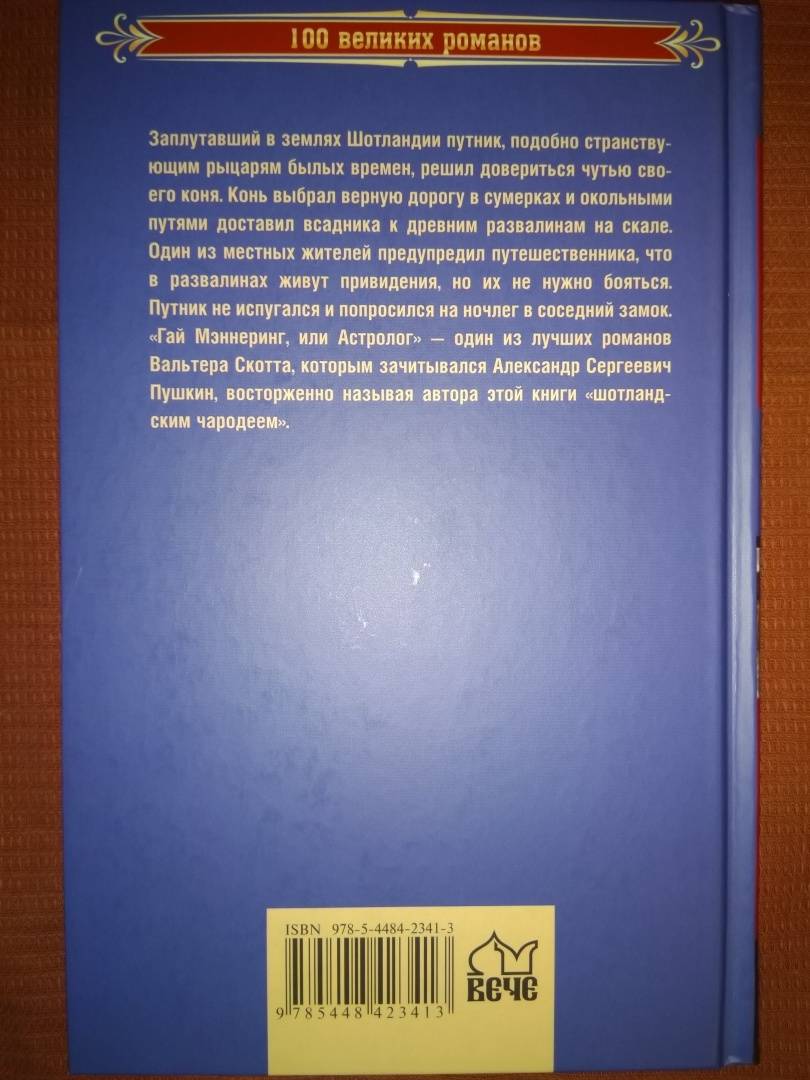 100 великих романов
Заплутавший в землях Шотландии путник, подобно странству-
ющим рыцарям былых времен, решил довериться чутью сво-
его коня. Конь выбрал верную дорогу в сумерках и окольными
путями доставил всадника к древним развалинам на скале.
Один из местных жителей предупредил путешественника, что
в развалинах живут привидения, но их не нужно бояться.
Путник не испугался и попросился на ночлег в соседний замок.
«Гай Мэннеринг, или Астролог» — один из лучших романов
Вальтера Скотта, которым зачитывался Александр Сергеевич
Пушкин, восторженно называя автора этой книги «шотланд-
ским чародеем».
ISBN 978-5-4484-2341-3
9 785448 423413
ВЕЧЕ